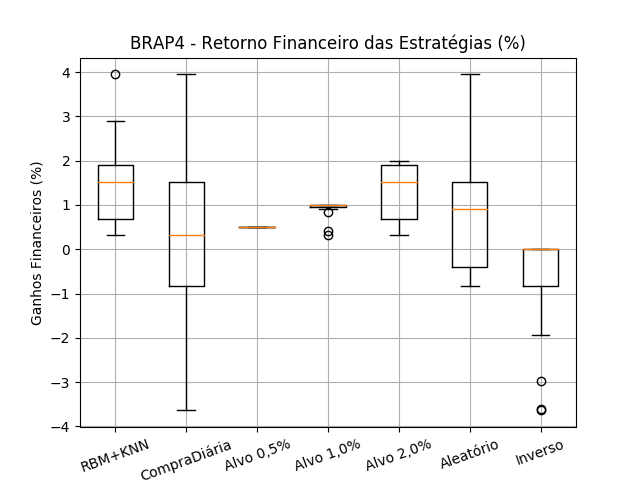 BRAP4 - Retorno Financeiro das Estratégias (%)
Ganhos Financeiros (%)
4
3
2
1
0
−1
−2
−3
−4
RBM+KNN
CompraDiária
Alvo 0,5%
Alvo 1,0%
Alvo 2,0%
Aleatório
Inverso